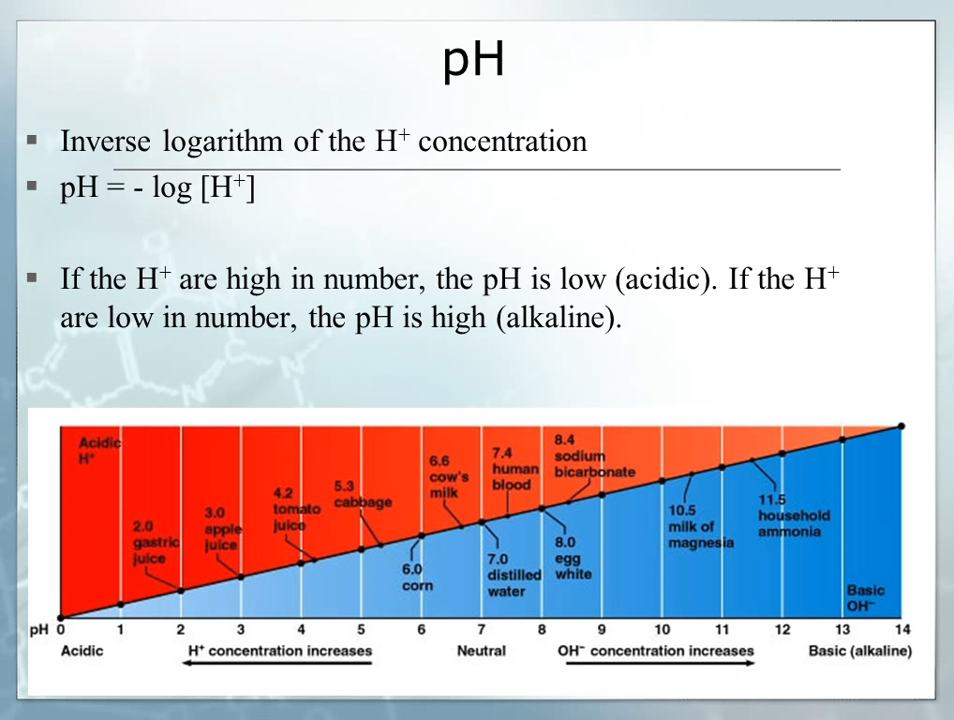 pH
▪ Inverse logarithm of the H⁺ concentration
▪ pH = - log [H⁺]
▪ If the H⁺ are high in number, the pH is low (acidic). If the H⁺
are low in number, the pH is high (alkaline).
Acidic
H⁺
2.0
gastric
juice
3.0
apple
juice
4.2
tomato
juice
5.3
cabbage
6.0
corn
6.6
cow's
milk
7.0
distilled
water
7.4
human
blood
8.0
egg
white
8.4
sodium
bicarbonate
10.5
milk of
magnesia
11.5
household
ammonia
Basic
OH⁻
pH 0 1 2 3 4 5 6 7 8 9 10 11 12 13 14
Acidic H⁺ concentration increases Neutral OH⁻ concentration increases Basic (alkaline)